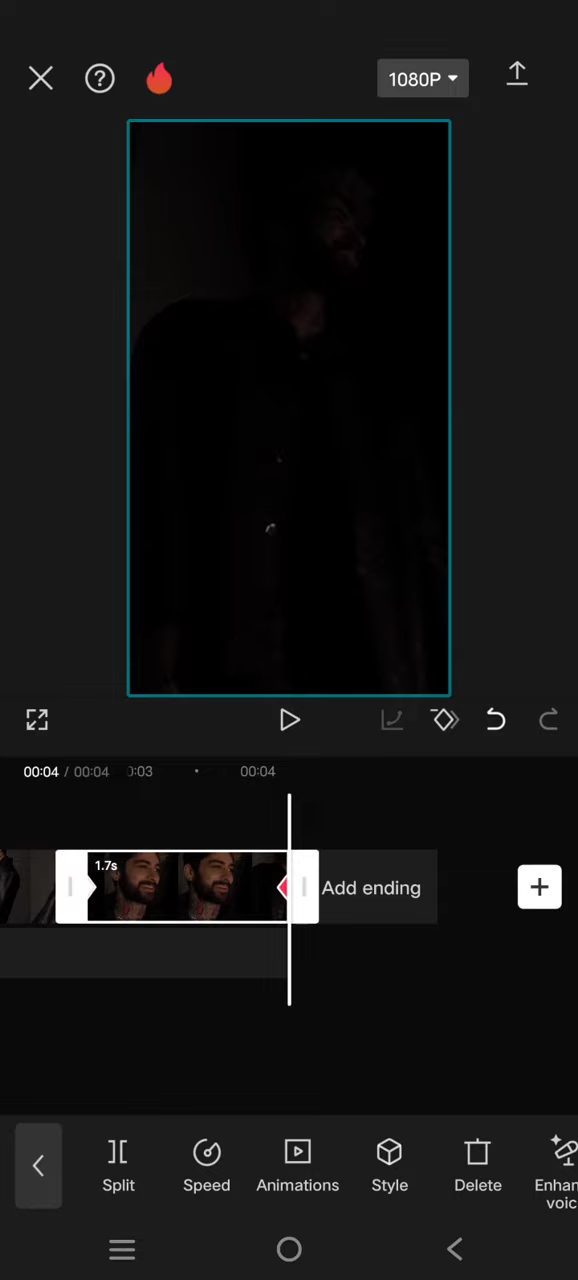 1080P
00:04 / 00:04
0:03
00:04
1.7s
Add ending
Split
Speed
Animations
Style
Delete
Enhan
voic